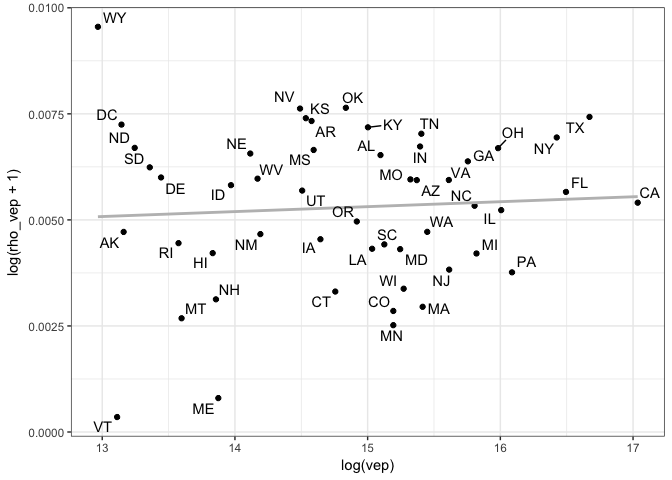 0.0100
0.0075
0.0050
0.0025
0.0000
log(rho_vep + 1)
WY
DC
ND
SD
DE
NV
KS
OK
AR
KY
TN
TX
OH
NY
NE
MS
AL
IN
GA
WV
ID
MO
AZ
VA
FL
CA
UT
OR
NC
IL
AK
RI
HI
NM
IA
LA
SC
MD
WA
MI
PA
MT
NH
CT
WI
NJ
CO
MA
MN
ME
VT
13 14 15 16 17
log(vep)